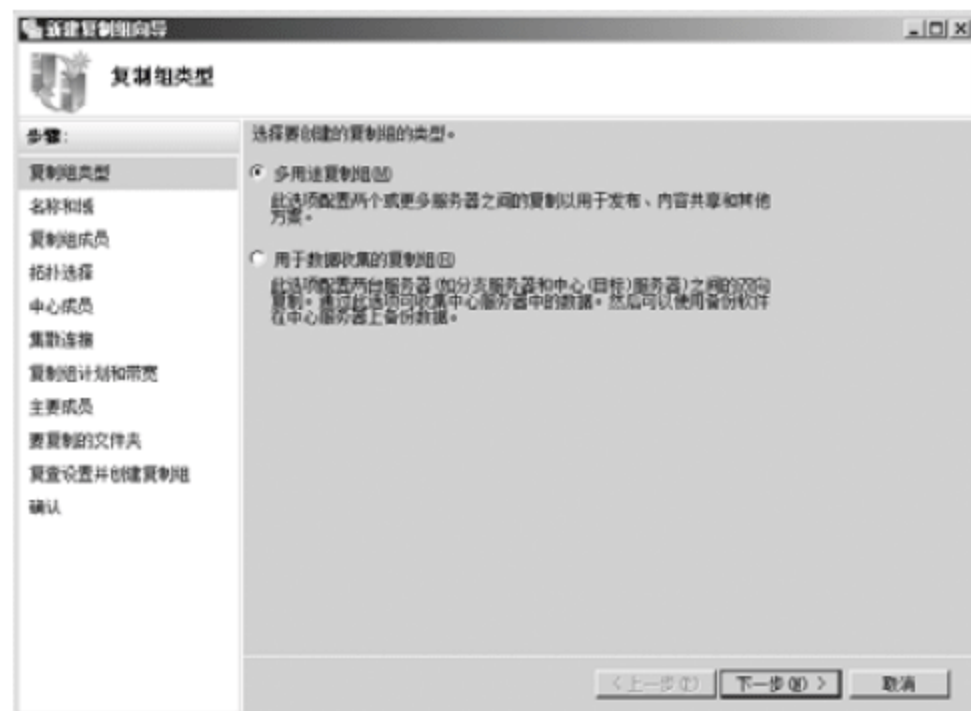 新建复制组向导
复制组类型
步骤:
选择要创建的复制组的类型。
复制组类型
多用途复制组(M)
此选项配置两个或更多服务器之间的复制以用于发布、内容共享和其他
方案。
名称和域
复制组成员
用于数据收集的复制组(R)
此选项配置两台服务器(如分支服务器和中心(目标)服务器)之间的双向
复制。通过此选项可收集中心服务器中的数据。然后可以使用备份软件
在中心服务器上备份数据。
拓扑选择
中心成员
集散连接
复制组计划和带宽
主要成员
要复制的文件夹
复查设置并创建复制组
确认
<上一步(P) 下一步(N) > 取消